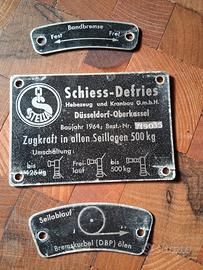 Bandbremse
Fest
Frei
STELLA
Schiess-Defries
Hebezeug und Kranbau G.m.b.H.
Düsseldorf-Oberkassel
Baujahr 1964, Best.-Nr.
Zugkraft in allen Seillagen 500 kg
Umschaltung:
bis
125 kg
Frei-
lauf
bis
500 kg
Seilablauf
Bremskurbel (DBP) ölen